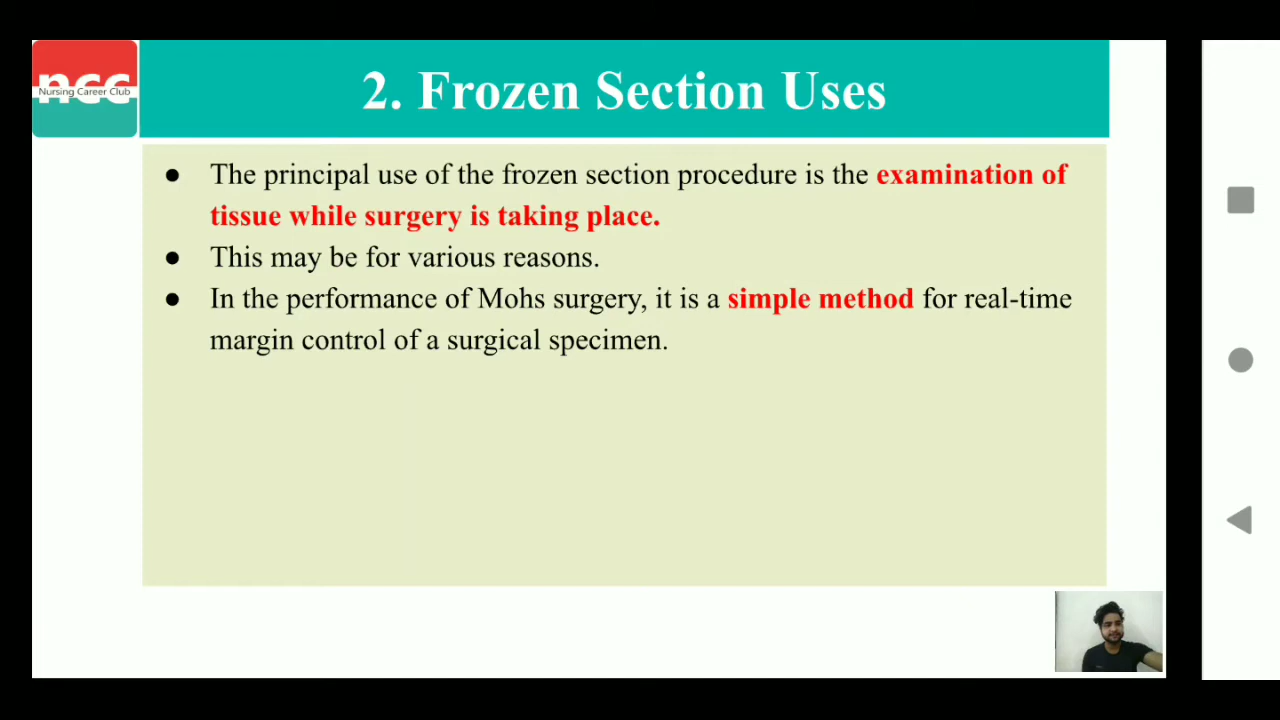 ncc
Nursing Career Club
2. Frozen Section Uses
● The principal use of the frozen section procedure is the examination of
tissue while surgery is taking place.
● This may be for various reasons.
● In the performance of Mohs surgery, it is a simple method for real-time
margin control of a surgical specimen.